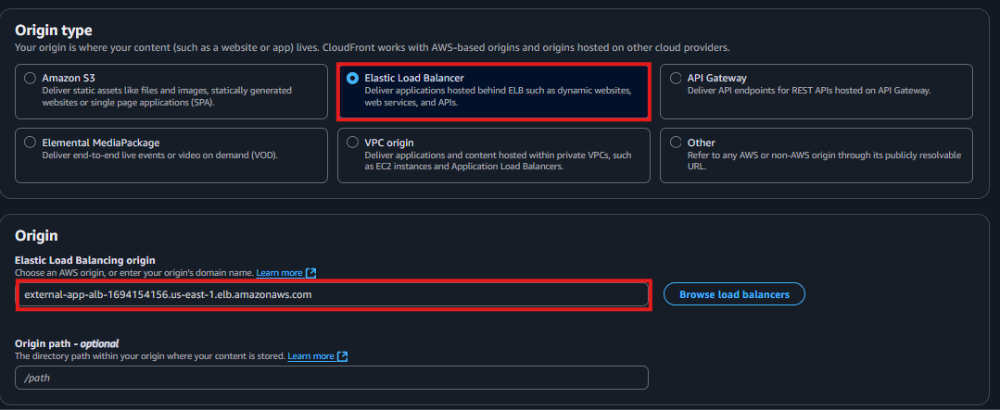 Origin type
Your origin is where your content (such as a website or app) lives. CloudFront works with AWS-based origins and origins hosted on other cloud providers.
Amazon S3
Deliver static assets like files and images, statically generated
websites or single page applications (SPA).
Elastic Load Balancer
Deliver applications hosted behind ELB such as dynamic websites,
web services, and APIs.
API Gateway
Deliver API endpoints for REST APIs hosted on API Gateway.
Elemental MediaPackage
Deliver end-to-end live events or video on demand (VOD).
VPC origin
Deliver applications and content hosted within private VPCs, such
as EC2 instances and Application Load Balancers.
Other
Refer to any AWS or non-AWS origin through its publicly resolvable
URL.
Origin
Elastic Load Balancing origin
Choose an AWS origin, or enter your origin's domain name. Learn more
external-app-alb-1694154156.us-east-1.elb.amazonaws.com
Browse load balancers
Origin path - optional
The directory path within your origin where your content is stored. Learn more
/path